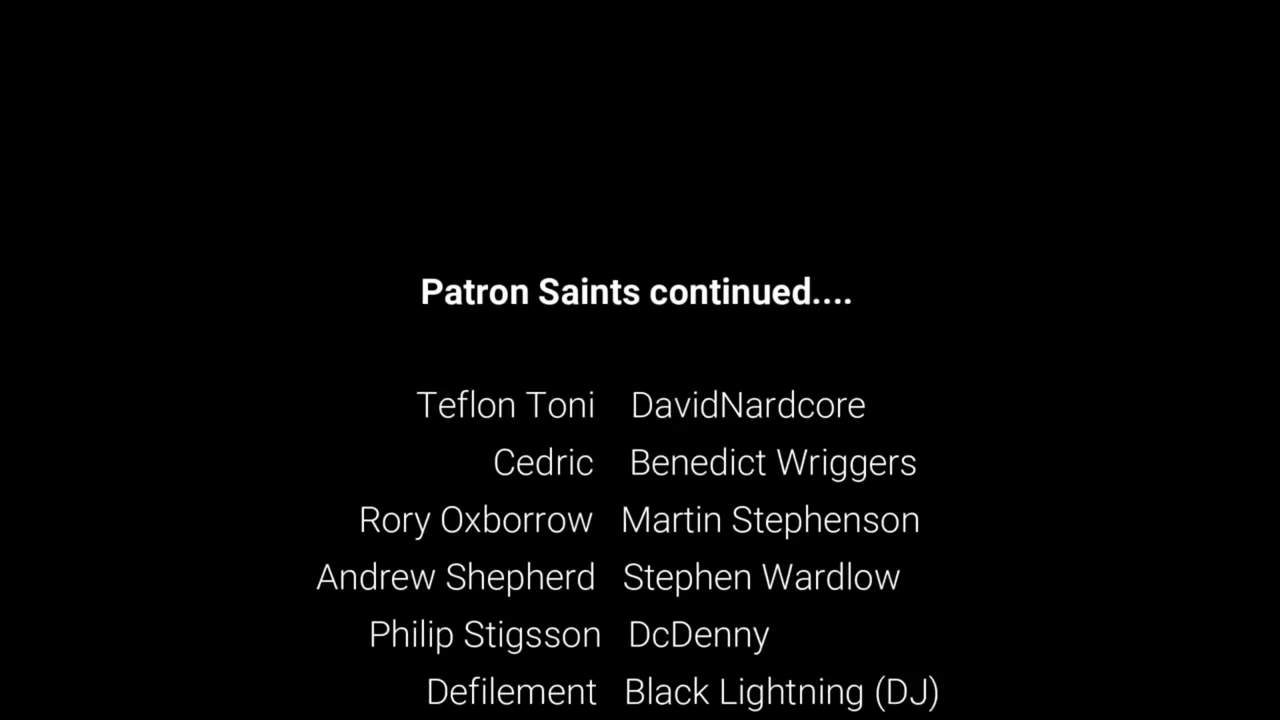 Patron Saints continued....
Teflon Toni DavidNardcore
Cedric Benedict Wriggers
Rory Oxborrow Martin Stephenson
Andrew Shepherd Stephen Wardlow
Philip Stigsson DcDenny
Defilement Black Lightning (DJ)